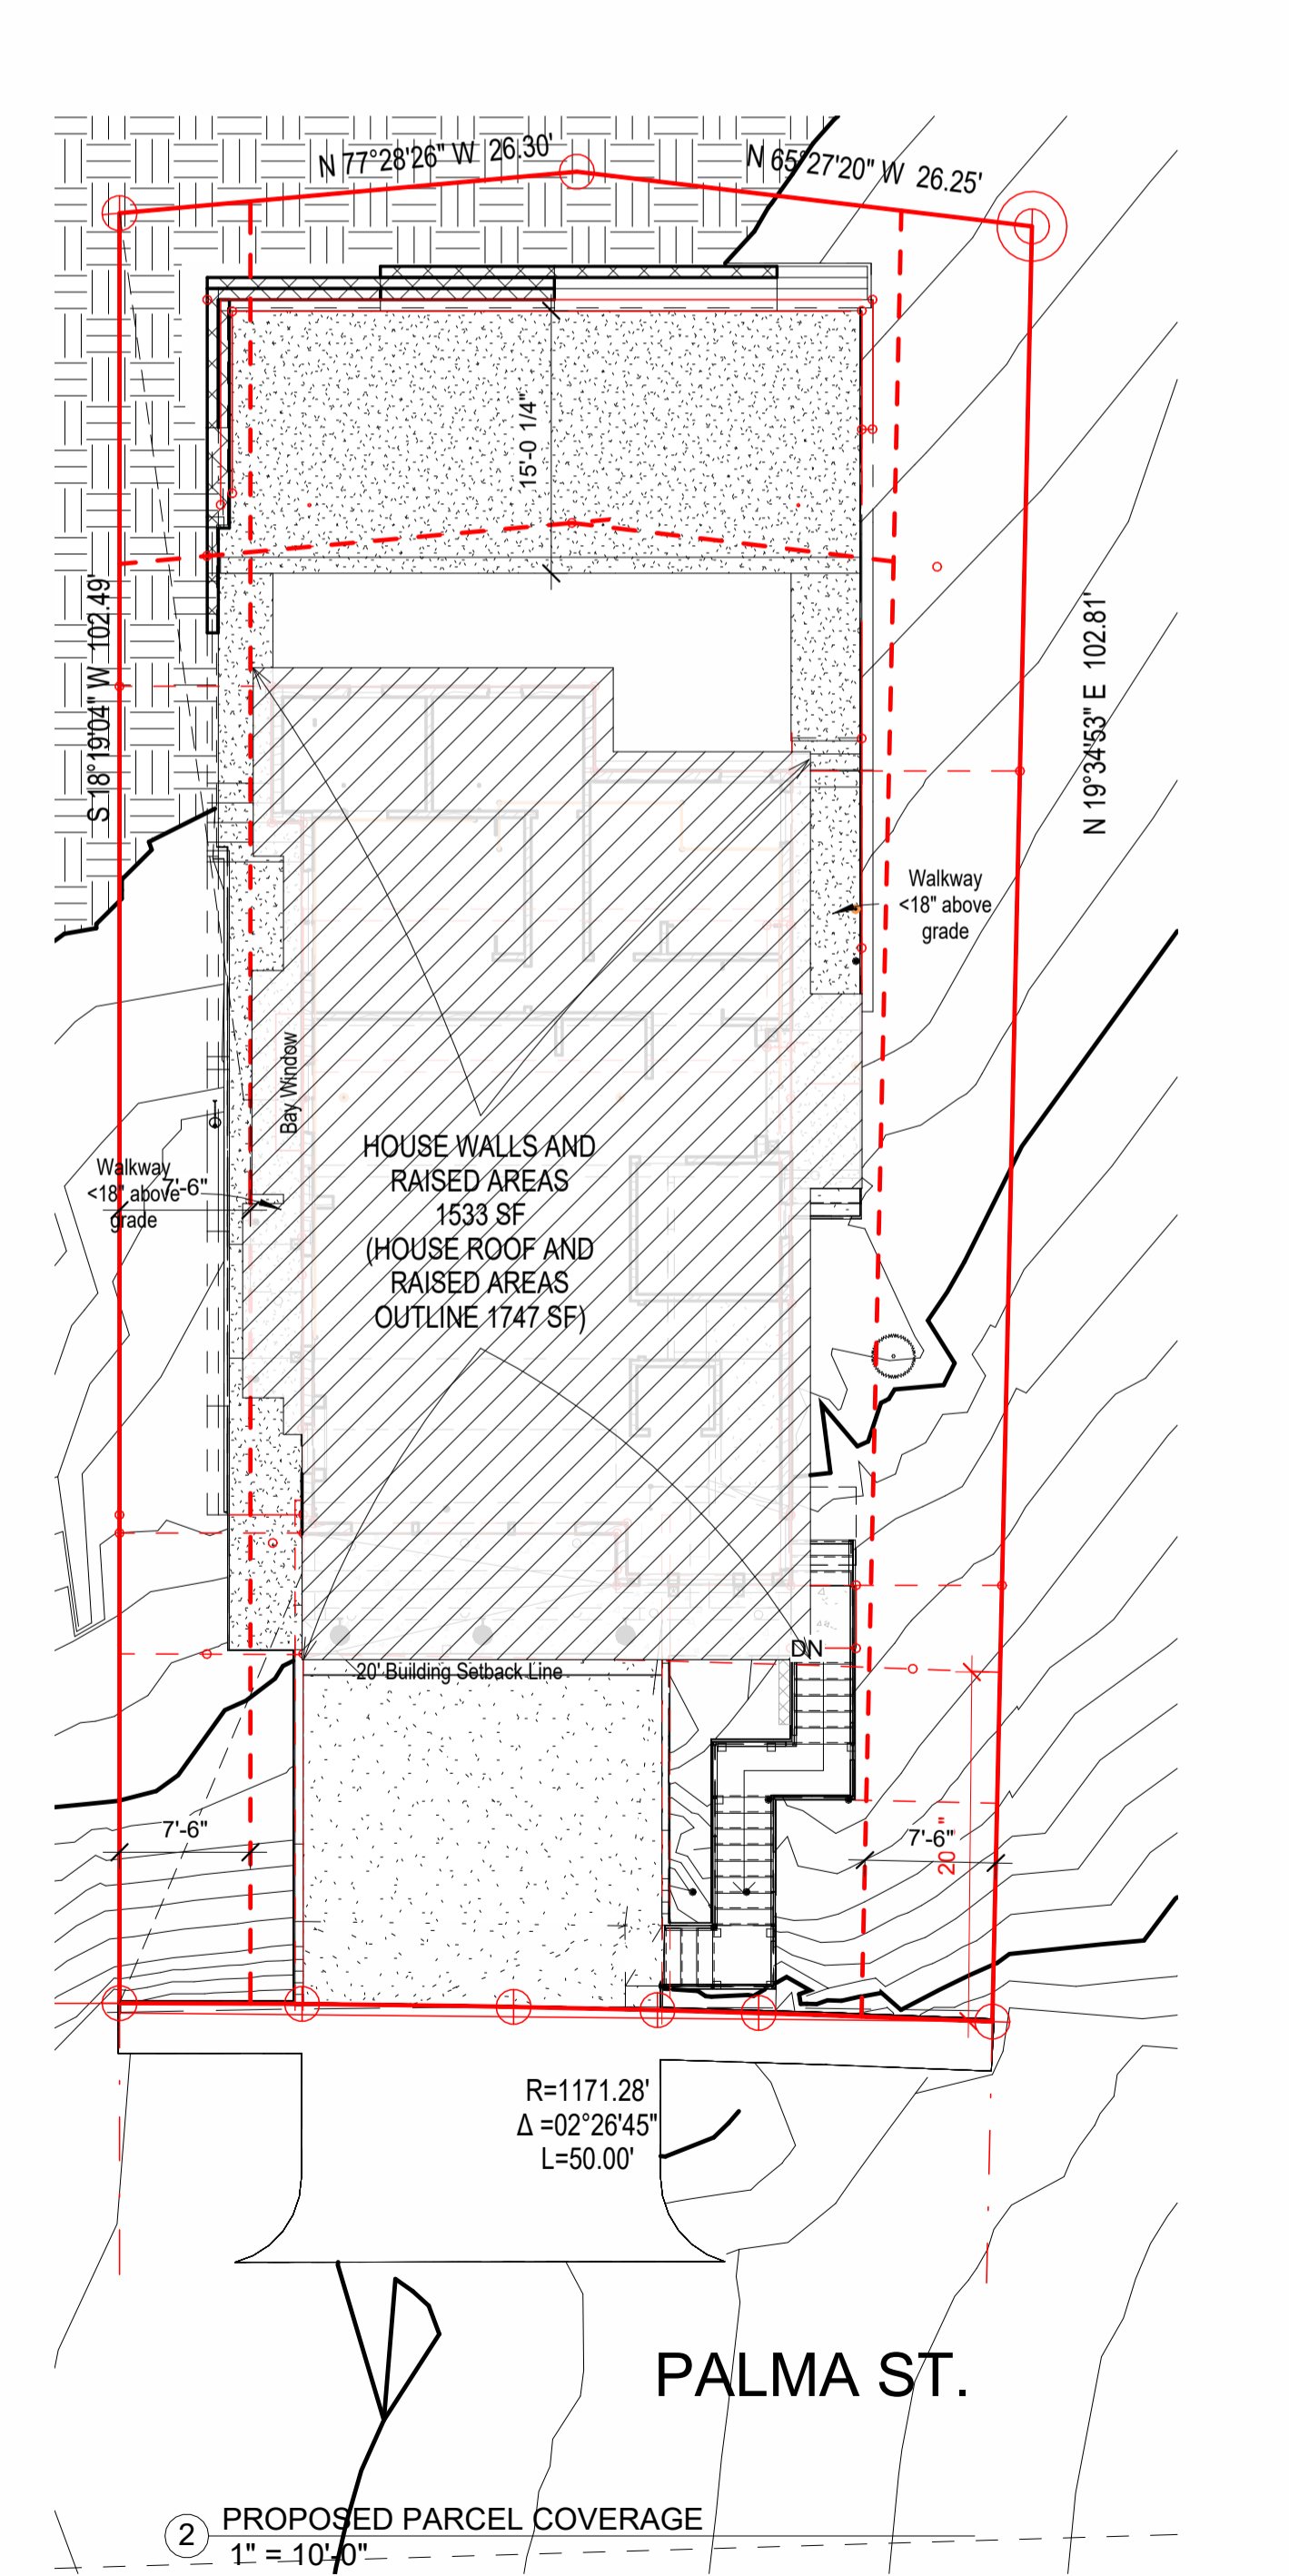 N 77°28'26" W  26.30'
N 65°27'20" W  26.25'
15'-0 1/4"
S 18°19'04" W  102.49'
N 19°34'53" E  102.81'
Walkway
<18" above
grade
Bay Window
HOUSE WALLS AND
RAISED AREAS
1533 SF
(HOUSE ROOF AND
RAISED AREAS
OUTLINE 1747 SF)
Walkway
<18" above
grade
7'-6"
DN
20' Building Setback Line
7'-6"
7'-6"
R=1171.28'
Δ =02°26'45"
L=50.00'
PALMA ST.
2
PROPOSED PARCEL COVERAGE
1" = 10'-0"